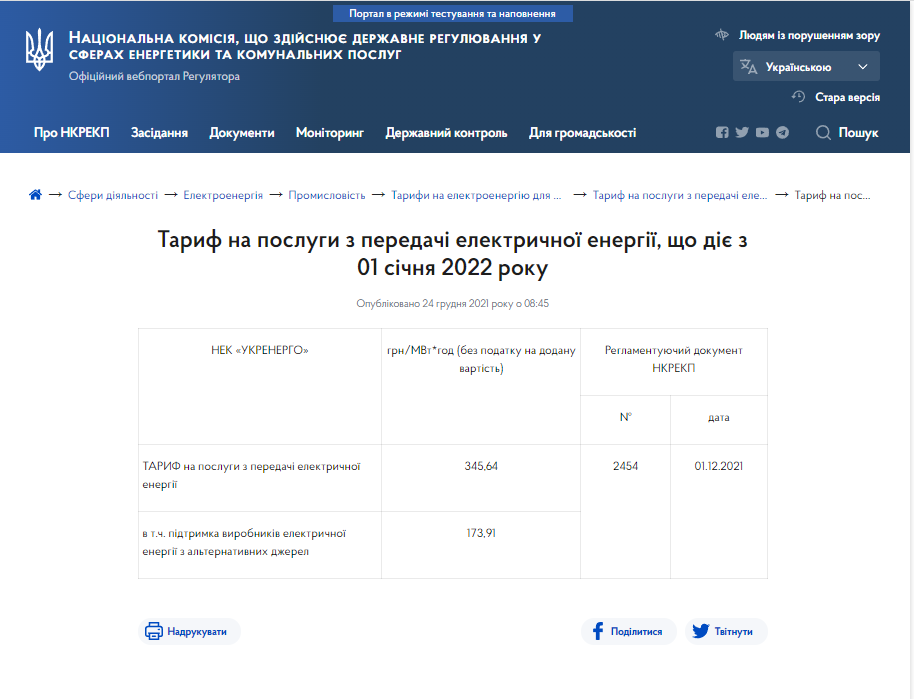 Портал в режимі тестування та наповнення
Національна комісія, що здійснює державне регулювання у
сферах енергетики та комунальних послуг
Офіційний вебпортал Регулятора
Людям із порушенням зору
Українською
Стара версія
Про НКРЕКП Засідання Документи Моніторинг Державний контроль Для громадськості Пошук
Сфери діяльності → Електроенергія → Промисловість → Тарифи на електроенергію для ... → Тариф на послуги з передачі еле... → Тариф на пос...
Тариф на послуги з передачі електричної енергії, що діє з
01 січня 2022 року
Опубліковано 24 грудня 2021 року о 08:45
НЕК «УКРЕНЕРГО»
грн/МВт*год (без податку на додану
вартість)
Регламентуючий документ
НКРЕКП
№ дата
ТАРИФ на послуги з передачі електричної
енергії
345,64 2454 01.12.2021
в т.ч. підтримка виробників електричної
енергії з альтернативних джерел
173,91
Надрукувати Поділитися Твітнути